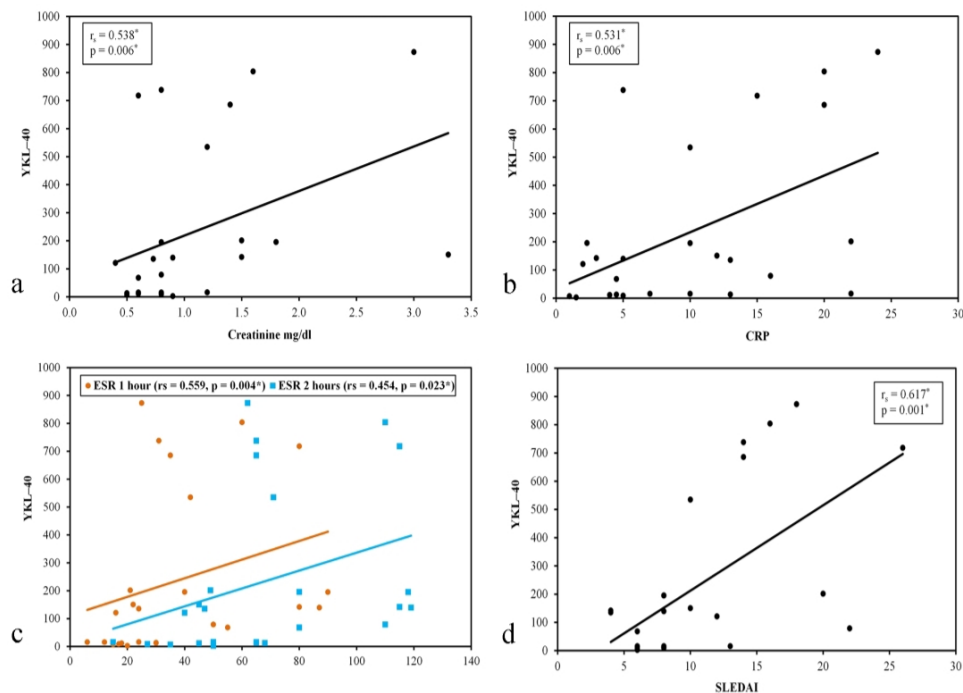 1000
900
800
700
600
500
400
300
200
100
0
YKL–40
rs = 0.538*
p = 0.006*
0.0 0.5 1.0 1.5 2.0 2.5 3.0 3.5
Creatinine mg/dl
a
1000
900
800
700
600
500
400
300
200
100
0
YKL–40
rs = 0.531*
p = 0.006*
0 5 10 15 20 25 30
CRP
b
1000
900
800
700
600
500
400
300
200
100
0
YKL–40
ESR 1 hour (rs = 0.559, p = 0.004*) ESR 2 hours (rs = 0.454, p = 0.023*)
0 20 40 60 80 100 120 140
c
1000
900
800
700
600
500
400
300
200
100
0
YKL–40
rs = 0.617*
p = 0.001*
0 5 10 15 20 25 30
SLEDAI
d